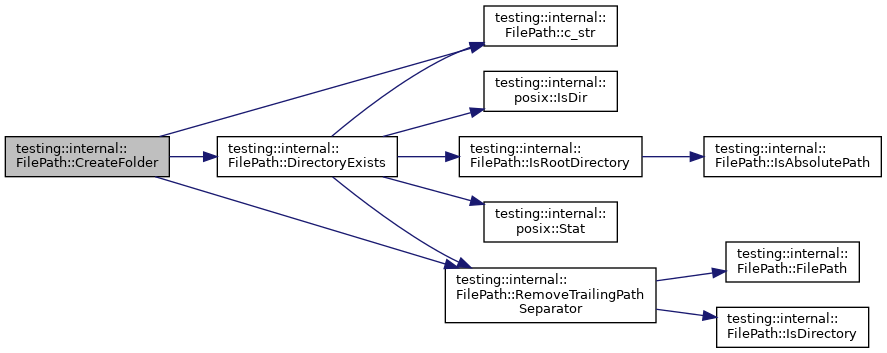 testing::internal::
FilePath::CreateFolder
testing::internal::
FilePath::DirectoryExists
testing::internal::
FilePath::c_str
testing::internal::
posix::IsDir
testing::internal::
FilePath::IsRootDirectory
testing::internal::
FilePath::IsAbsolutePath
testing::internal::
posix::Stat
testing::internal::
FilePath::RemoveTrailingPath
Separator
testing::internal::
FilePath::FilePath
testing::internal::
FilePath::IsDirectory